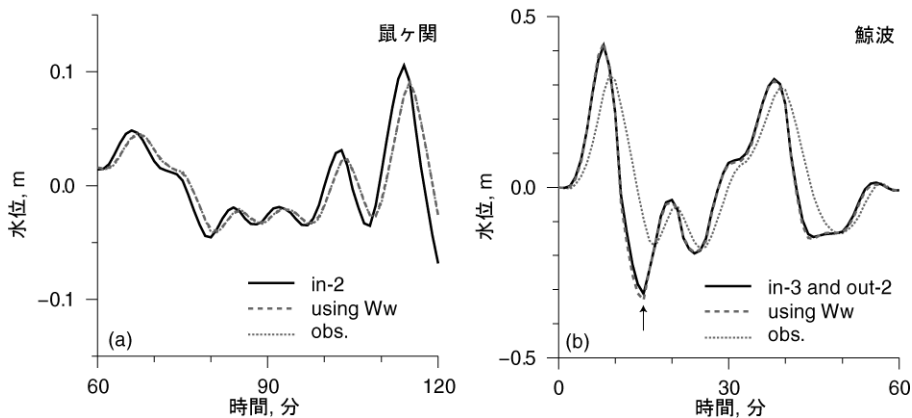 鼠ヶ関
0.1
0.0
−0.1
水位, m
in-2
using Ww
obs.
(a)
60
90
120
時間, 分
鯨波
0.5
0.0
−0.5
水位, m
in-3 and out-2
using Ww
obs.
(b)
0
30
60
時間, 分